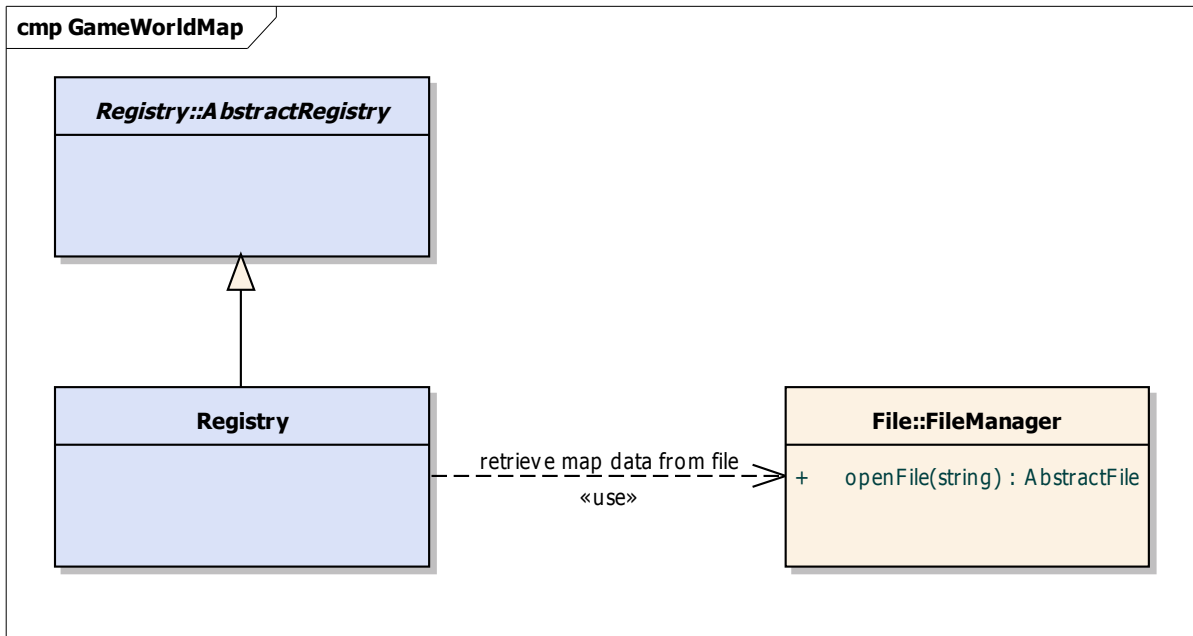 cmp GameWorldMap
Registry::AbstractRegistry
Registry
retrieve map data from file
«use»
File::FileManager
+ openFile(string) : AbstractFile